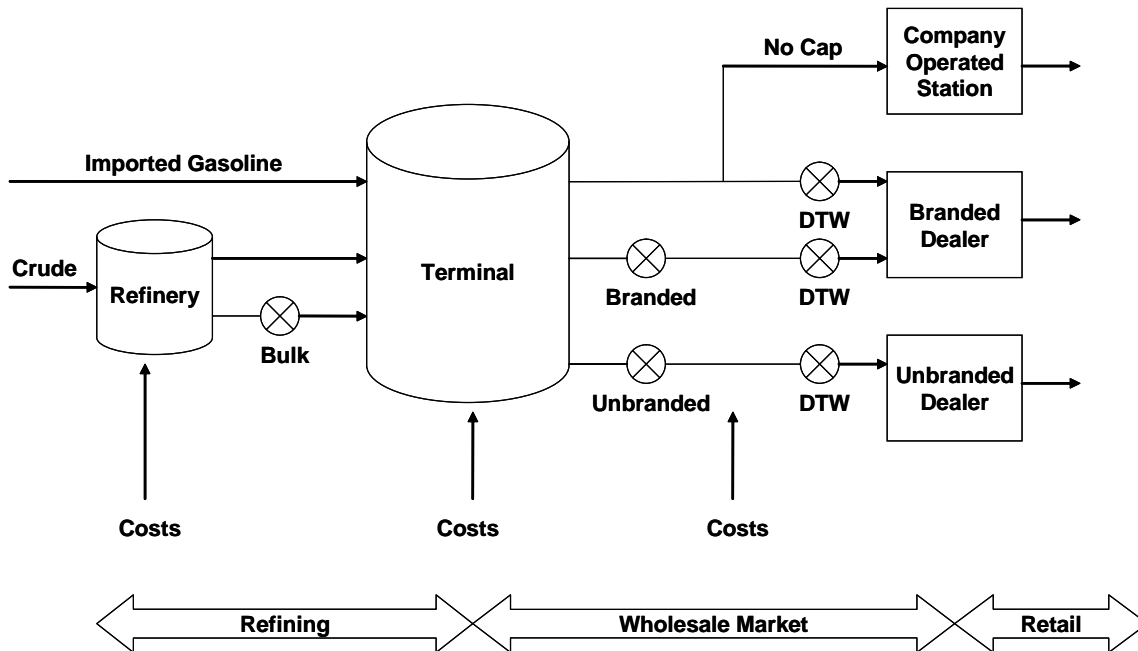 No Cap
Company
Operated
Station
Imported Gasoline
Crude
Refinery
Bulk
Terminal
DTW
Branded
Dealer
Branded
DTW
Unbranded
DTW
Unbranded
Dealer
Costs
Costs
Costs
Refining
Wholesale Market
Retail